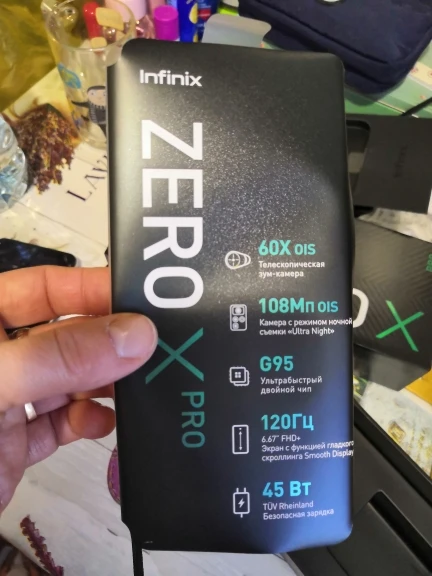 Infinix
ZERO X PRO
60X OIS
Телескопическая
зум-камера
108Мп OIS
Камера с режимом ночной
съемки «Ultra Night»
G95
Ультрабыстрый
двойной чип
120Гц
6.67" FHD+
Экран с функцией гладкого
скроллинга Smooth Display
45 Вт
TÜV Rheinland
Безопасная зарядка
LAV
O X